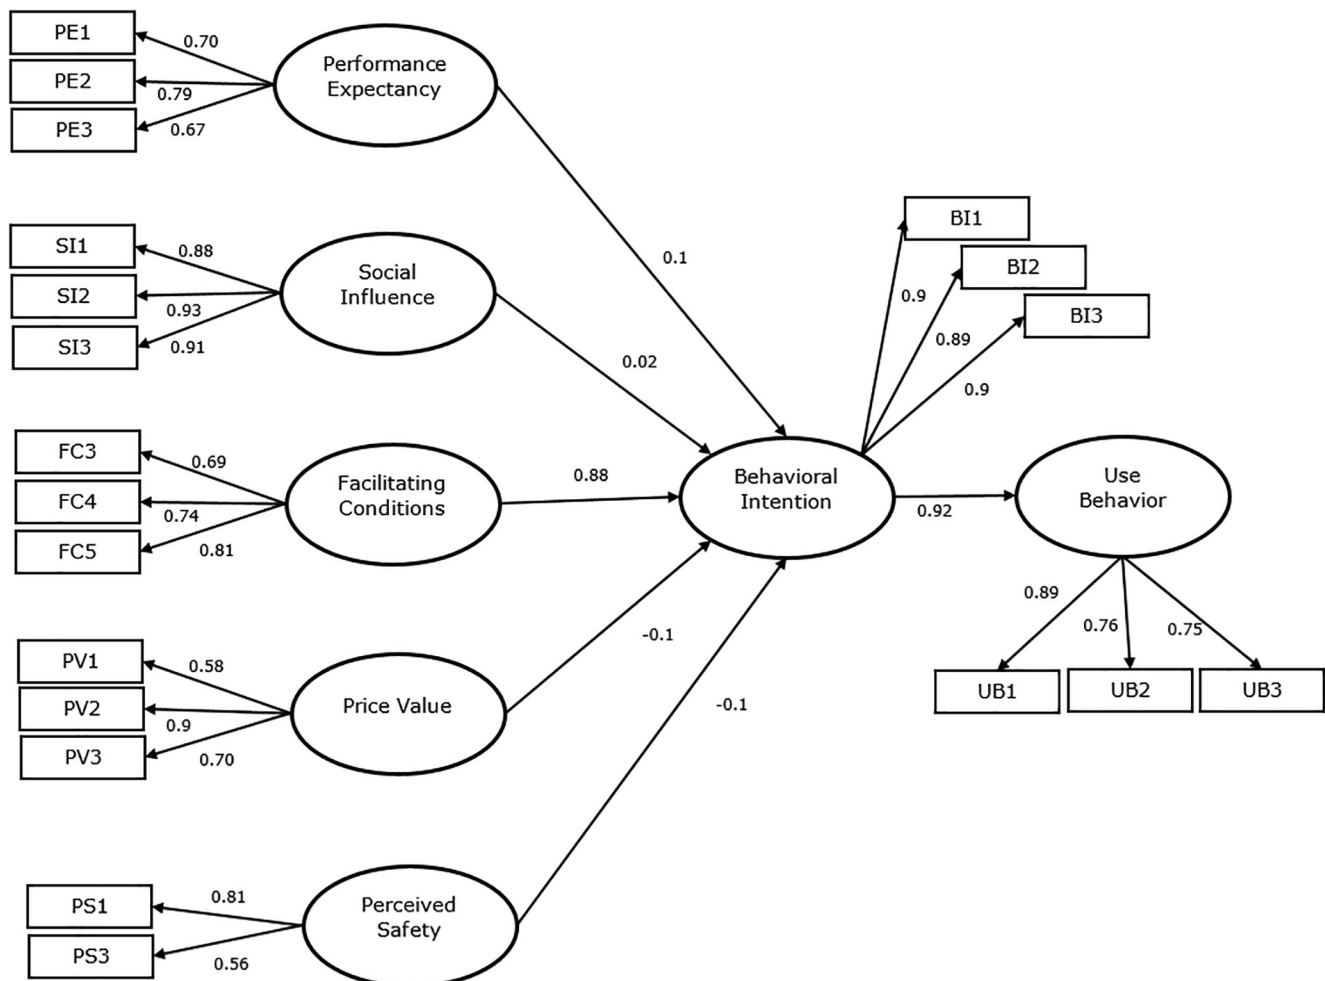 PE1
0.70
PE2
0.79
PE3
0.67
Performance
Expectancy
SI1
0.88
SI2
0.93
SI3
0.91
Social
Influence
FC3
0.69
FC4
0.74
FC5
0.81
Facilitating
Conditions
PV1
0.58
PV2
0.9
PV3
0.70
Price Value
PS1
0.81
PS3
0.56
Perceived
Safety
0.1
0.02
0.88
-0.1
-0.1
Behavioral
Intention
BI1
BI2
BI3
0.9
0.89
0.9
0.92
Use
Behavior
0.89
0.76
0.75
UB1
UB2
UB3